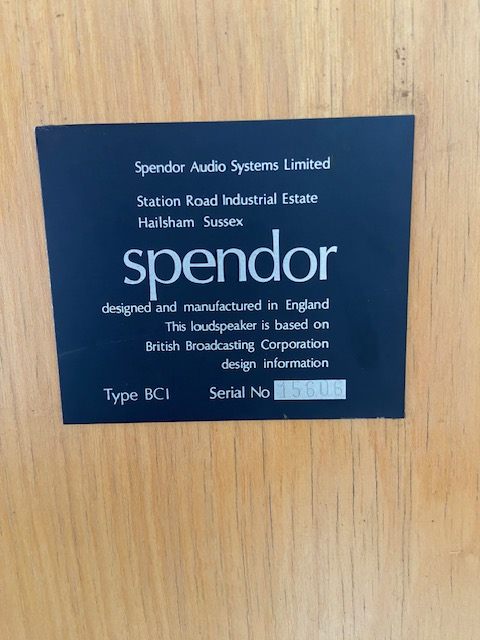 Spendor Audio Systems Limited
Station Road Industrial Estate
Hailsham Sussex
spendor
designed and manufactured in England
This loudspeaker is based on
British Broadcasting Corporation
design information
Type BC1 Serial No 15606